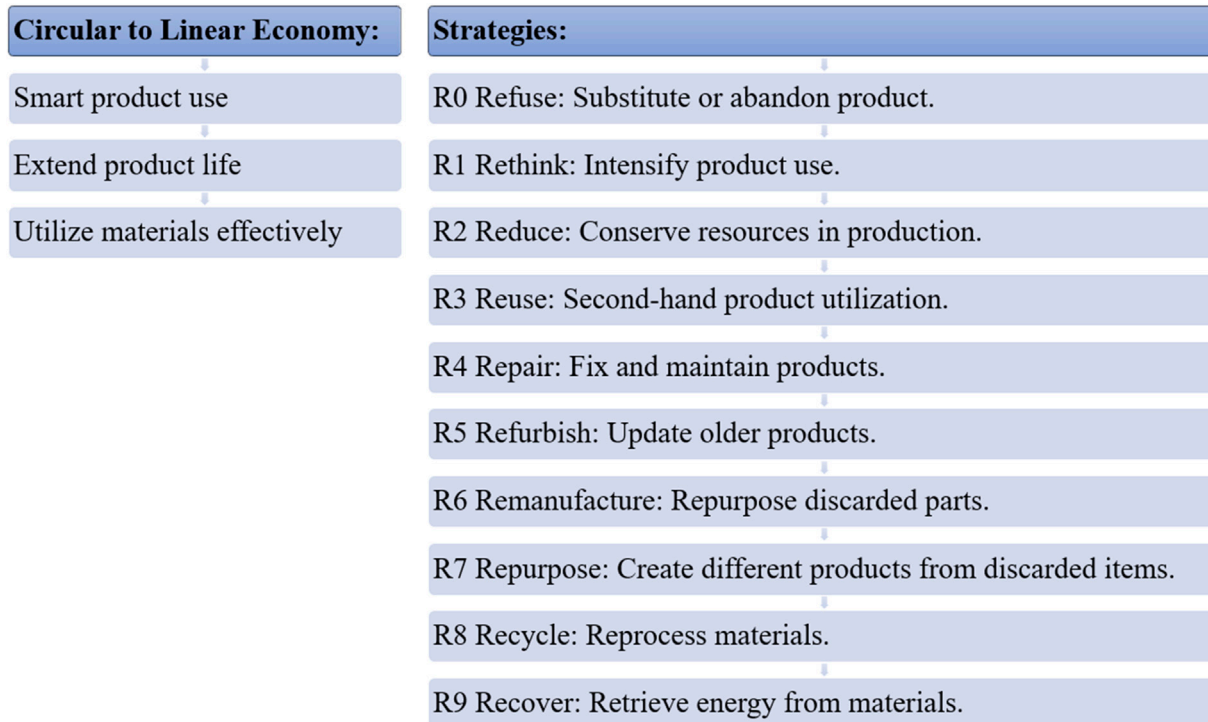 Circular to Linear Economy:
Smart product use
Extend product life
Utilize materials effectively
Strategies:
R0 Refuse: Substitute or abandon product.
R1 Rethink: Intensify product use.
R2 Reduce: Conserve resources in production.
R3 Reuse: Second-hand product utilization.
R4 Repair: Fix and maintain products.
R5 Refurbish: Update older products.
R6 Remanufacture: Repurpose discarded parts.
R7 Repurpose: Create different products from discarded items.
R8 Recycle: Reprocess materials.
R9 Recover: Retrieve energy from materials.